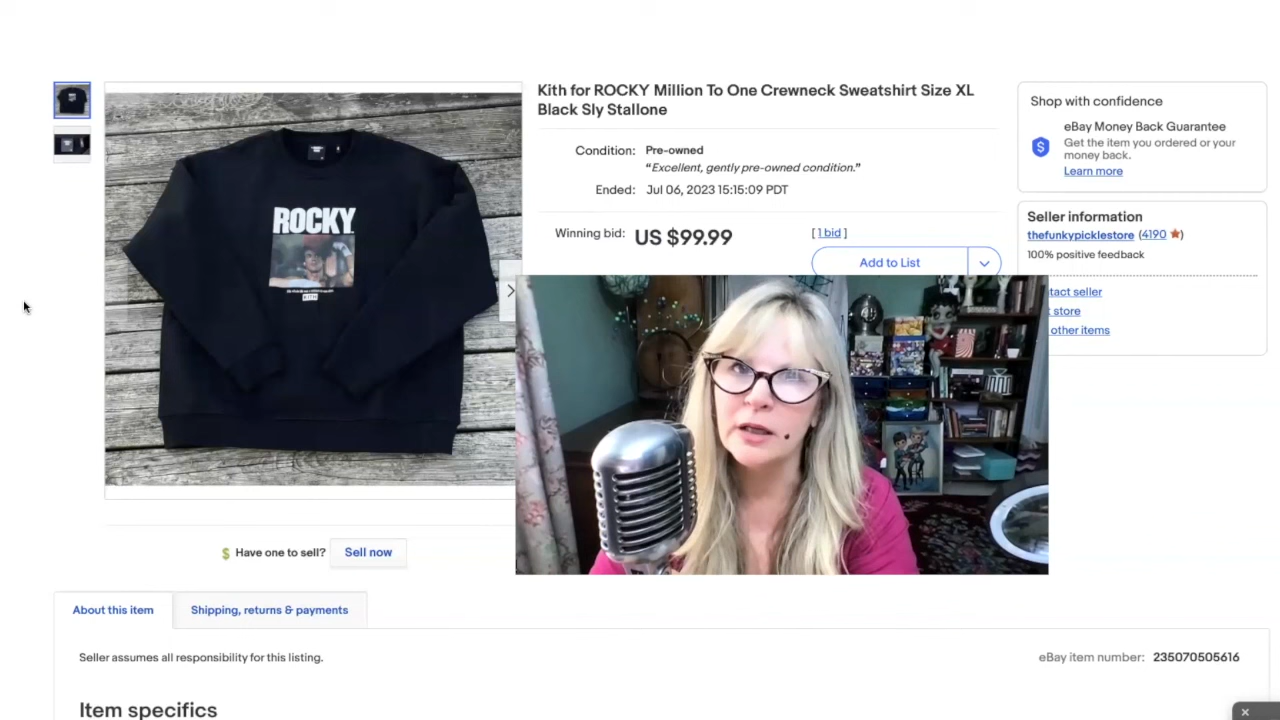 Kith for ROCKY Million To One Crewneck Sweatshirt Size XL
Black Sly Stallone
Condition: Pre-owned
“Excellent, gently pre-owned condition.”
Ended: Jul 06, 2023 15:15:09 PDT
Winning bid: US $99.99 [ 1 bid ]
Add to List
Shop with confidence
eBay Money Back Guarantee
Get the item you ordered or your
money back.
Learn more
Seller information
thefunkypicklestore (4190 )
100% positive feedback
tact seller
store
other items
ROCKY
KITH
$ Have one to sell? Sell now
About this item
Shipping, returns & payments
Seller assumes all responsibility for this listing.
eBay item number: 235070505616
Item specifics